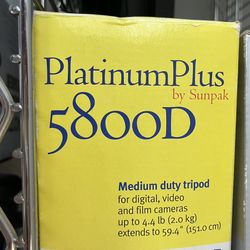 PlatinumPlus
by Sunpak
5800D
Medium duty tripod
for digital, video
and film cameras
up to 4.4 lb (2.0 kg)
extends to 59.4" (151.0 cm)